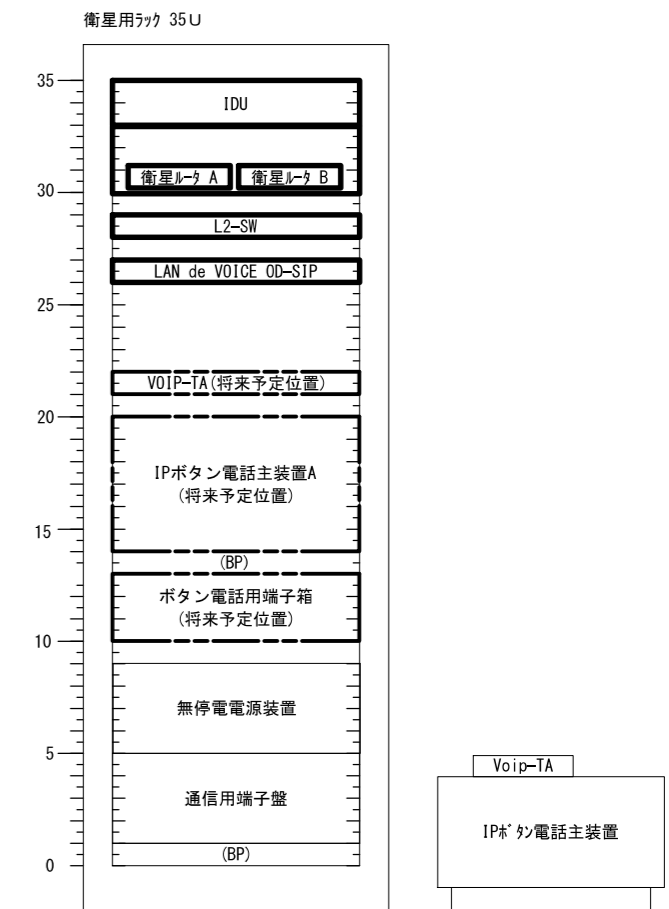 衛星用ﾗｯｸ 35U
35
IDU
衛星ﾙｰﾀ A
衛星ﾙｰﾀ B
30
L2-SW
LAN de VOICE OD-SIP
25
VOIP-TA(将来予定位置)
20
IPボタン電話主装置A
(将来予定位置)
15
(BP)
ボタン電話用端子箱
(将来予定位置)
10
無停電電源装置
5
通信用端子盤
(BP)
0
Voip-TA
IPﾎﾞﾀﾝ電話主装置